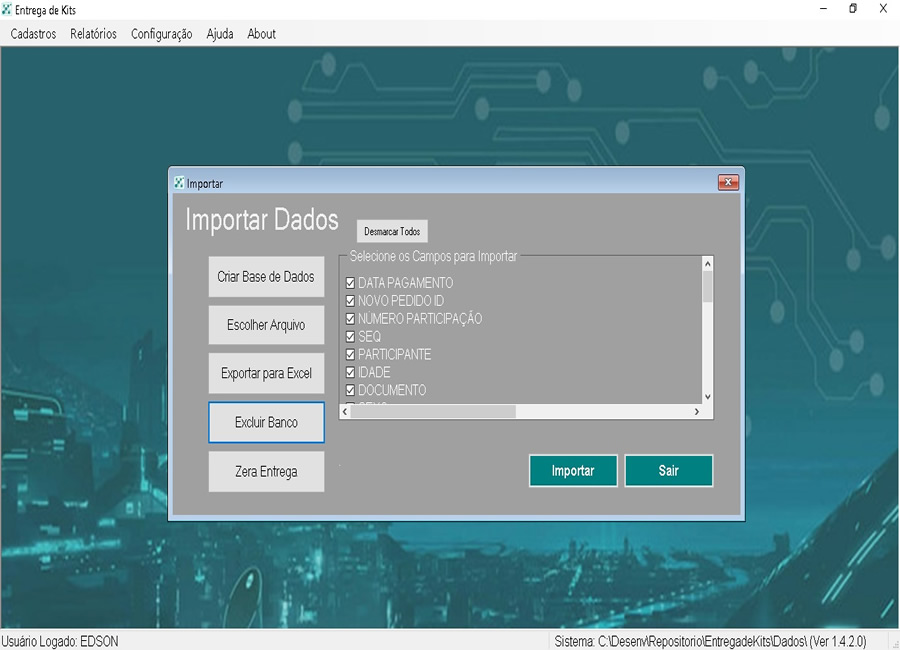 Entrega de Kits
Cadastros Relatórios Configuração Ajuda About
Importar
Importar Dados
Desmarcar Todos
Criar Base de Dados
Escolher Arquivo
Exportar para Excel
Excluir Banco
Zera Entrega
Selecione os Campos para Importar
DATA PAGAMENTO
NOVO PEDIDO ID
NÚMERO PARTICIPAÇÃO
SEQ
PARTICIPANTE
IDADE
DOCUMENTO
Importar Sair
Usuário Logado: EDSON
Sistema: C:\Desenv\Repositorio\EntregadeKits\Dados\ (Ver 1.4.2.0)